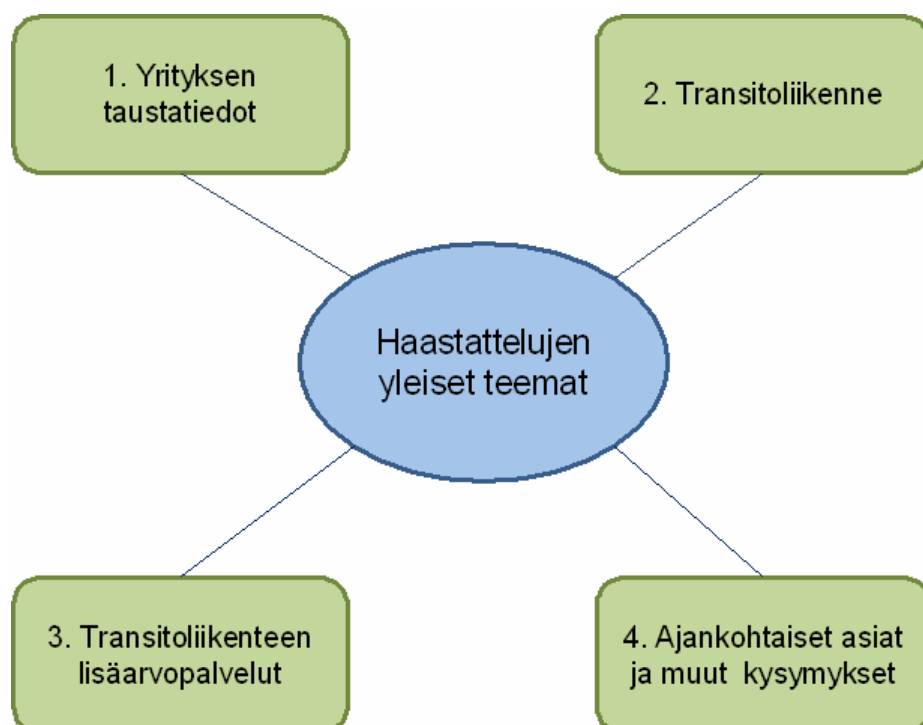 1. Yrityksen
taustatiedot
2. Transitoliikenne
Haastattelujen
yleiset teemat
3. Transitoliikenteen
lisäarvopalvelut
4. Ajankohtaiset asiat
ja muut kysymykset